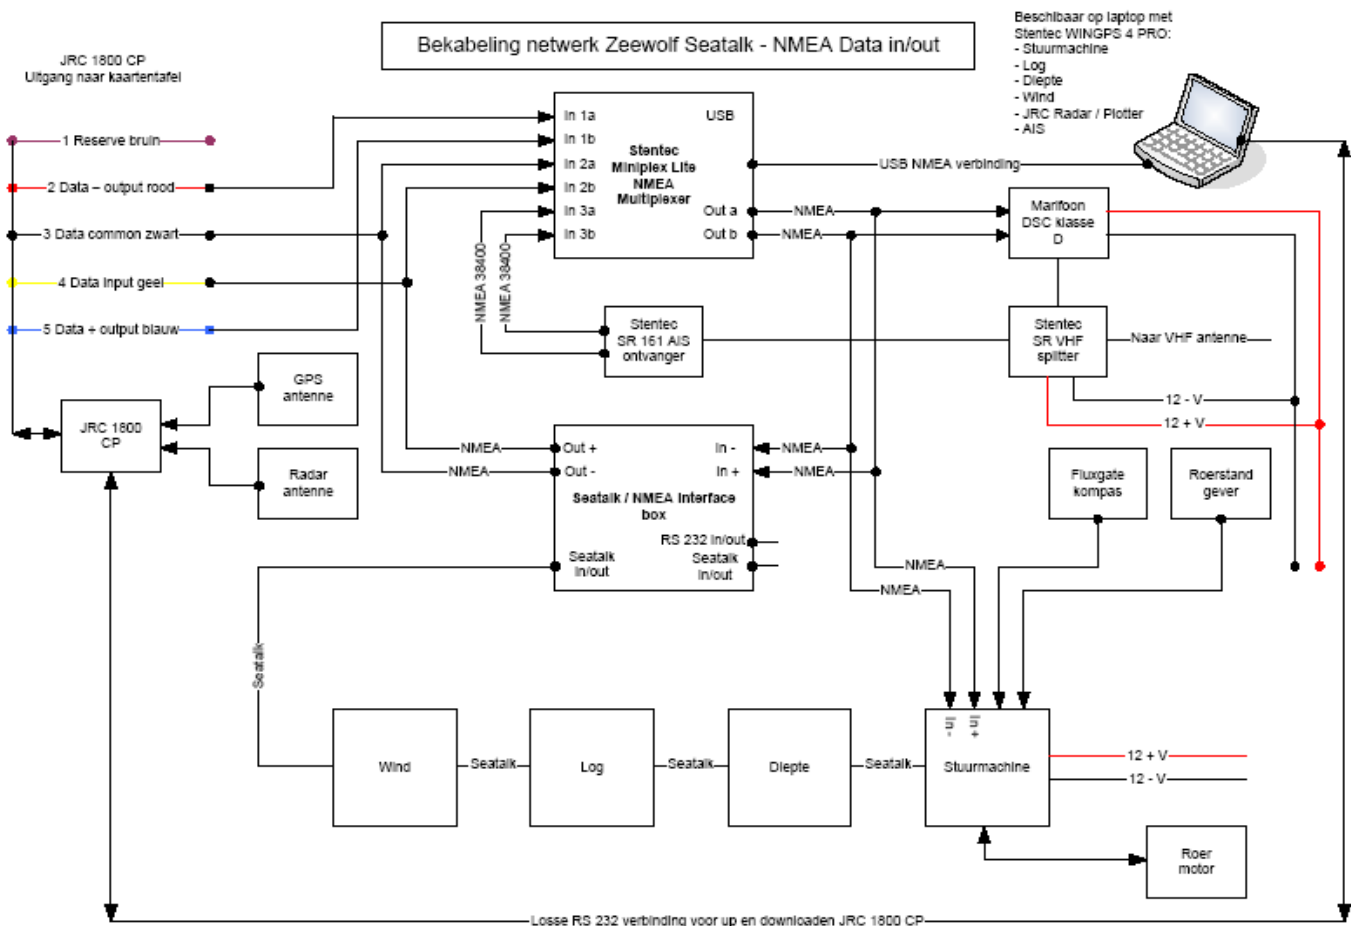 Bekabeling netwerk Zeewolf Seatalk - NMEA Data in/out
Beschibaar op laptop met
Stentec WINGPS 4 PRO:
- Stuurmachine
- Log
- Diepte
- Wind
- JRC Radar / Plotter
- AIS
JRC 1800 CP
Uitgang naar kaartentafel
1 Reserve bruin
2 Data – output rood
3 Data common zwart
4 Data input geel
5 Data + output blauw
In 1a
In 1b
In 2a
In 2b
In 3a
In 3b
USB
Stentec
Miniplex Lite
NMEA
Multiplexer
Out a
Out b
USB NMEA verbinding
NMEA
NMEA
Marifoon
DSC klasse
D
NMEA 38400
NMEA 38400
Stentec
SR 161 AIS
ontvanger
Stentec
SR VHF
splitter
Naar VHF antenne
12 - V
12 + V
GPS
antenne
JRC 1800
CP
Radar
antenne
NMEA
NMEA
Out +
Out -
In -
In +
NMEA
NMEA
Seatalk / NMEA Interface
box
RS 232 in/out
Seatalk
in/out
Seatalk
in/out
Fluxgate
kompas
Roerstand
gever
NMEA
NMEA
Seatalk
Wind
Seatalk
Log
Seatalk
Diepte
Seatalk
In -
In +
Stuurmachine
12 + V
12 - V
Roer
motor
Losse RS 232 verbinding voor up en downloaden JRC 1800 CP